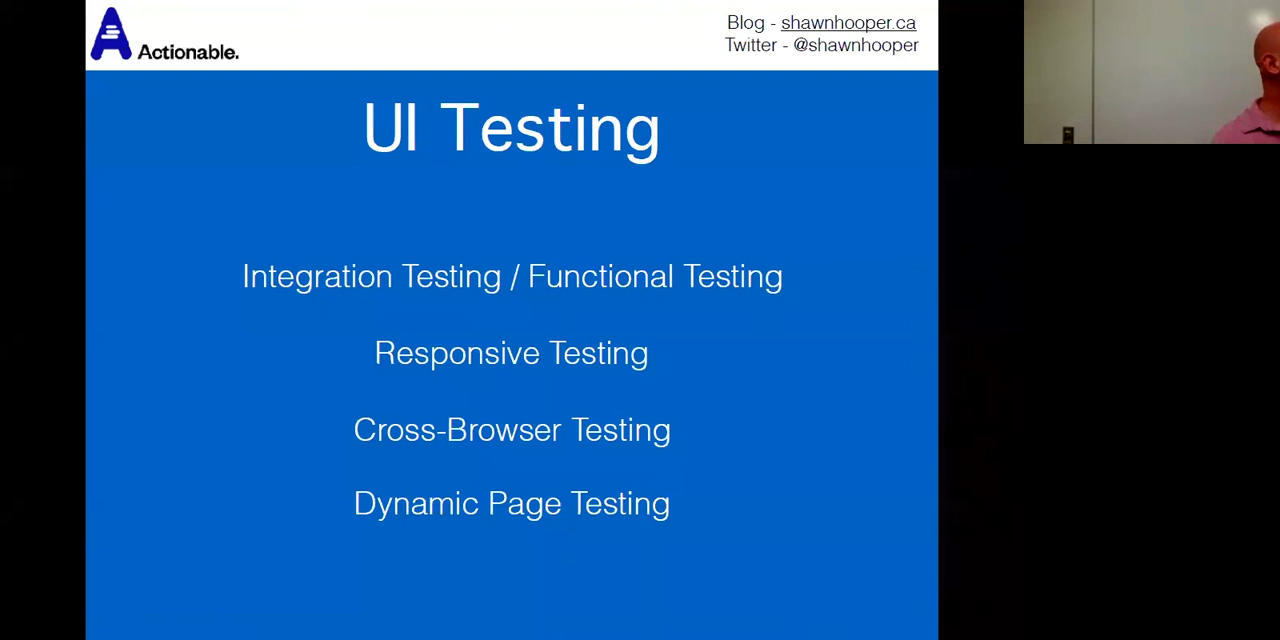 Actionable.
Blog - shawnhooper.ca
Twitter - @shawnhooper
UI Testing
Integration Testing / Functional Testing
Responsive Testing
Cross-Browser Testing
Dynamic Page Testing